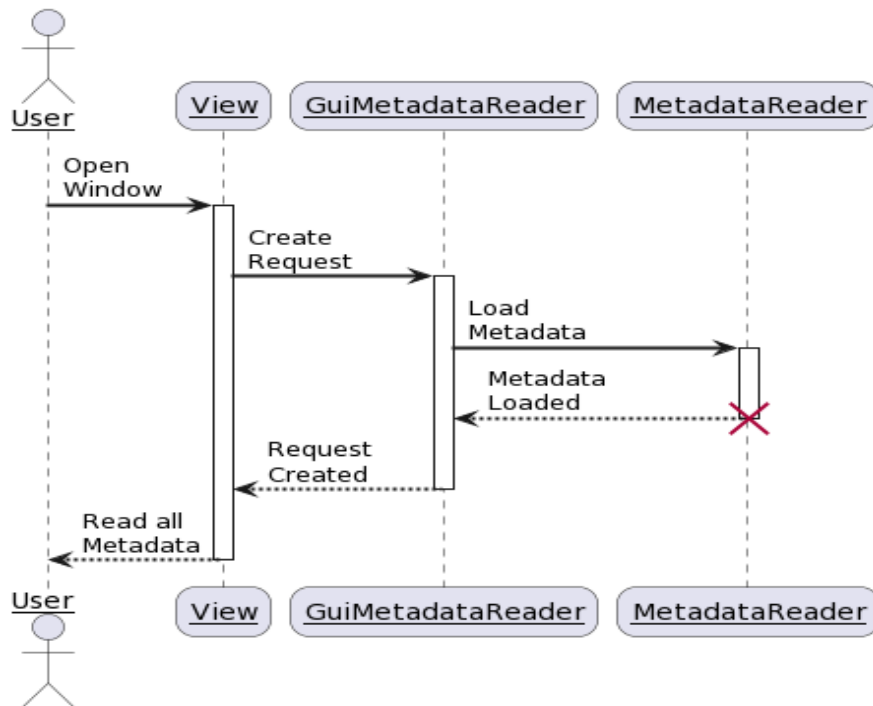 User
View
GuiMetadataReader
MetadataReader
Open
Window
Create
Request
Load
Metadata
Metadata
Loaded
Request
Created
Read all
Metadata
User
View
GuiMetadataReader
MetadataReader